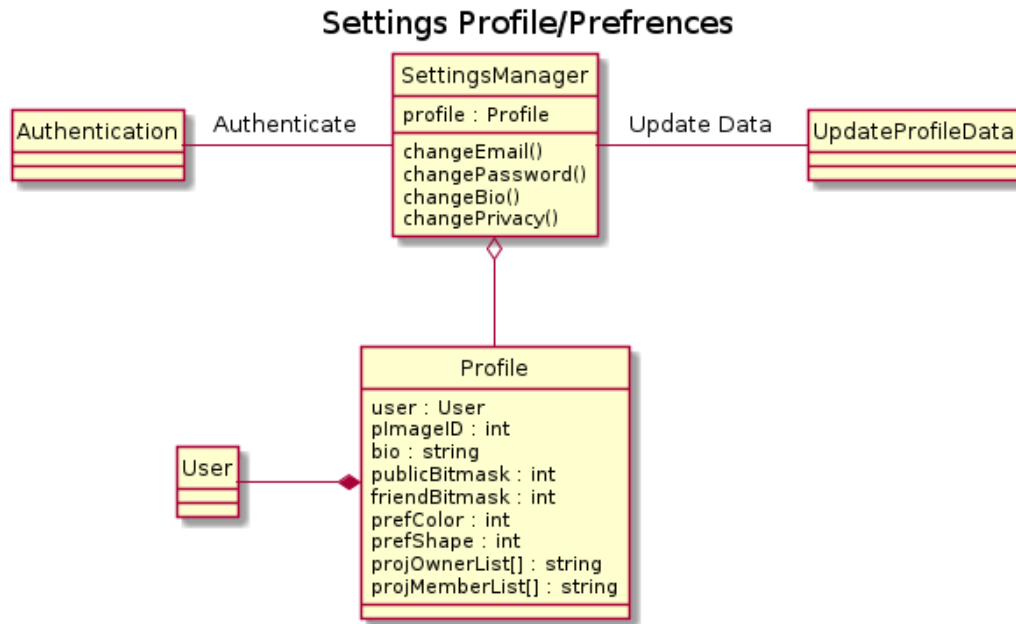 Settings Profile/Prefrences
SettingsManager
profile : Profile
changeEmail()
changePassword()
changeBio()
changePrivacy()
Authentication
Authenticate
Update Data
UpdateProfileData
Profile
user : User
pImageID : int
bio : string
publicBitmask : int
friendBitmask : int
prefColor : int
prefShape : int
projOwnerList[] : string
projMemberList[] : string
User